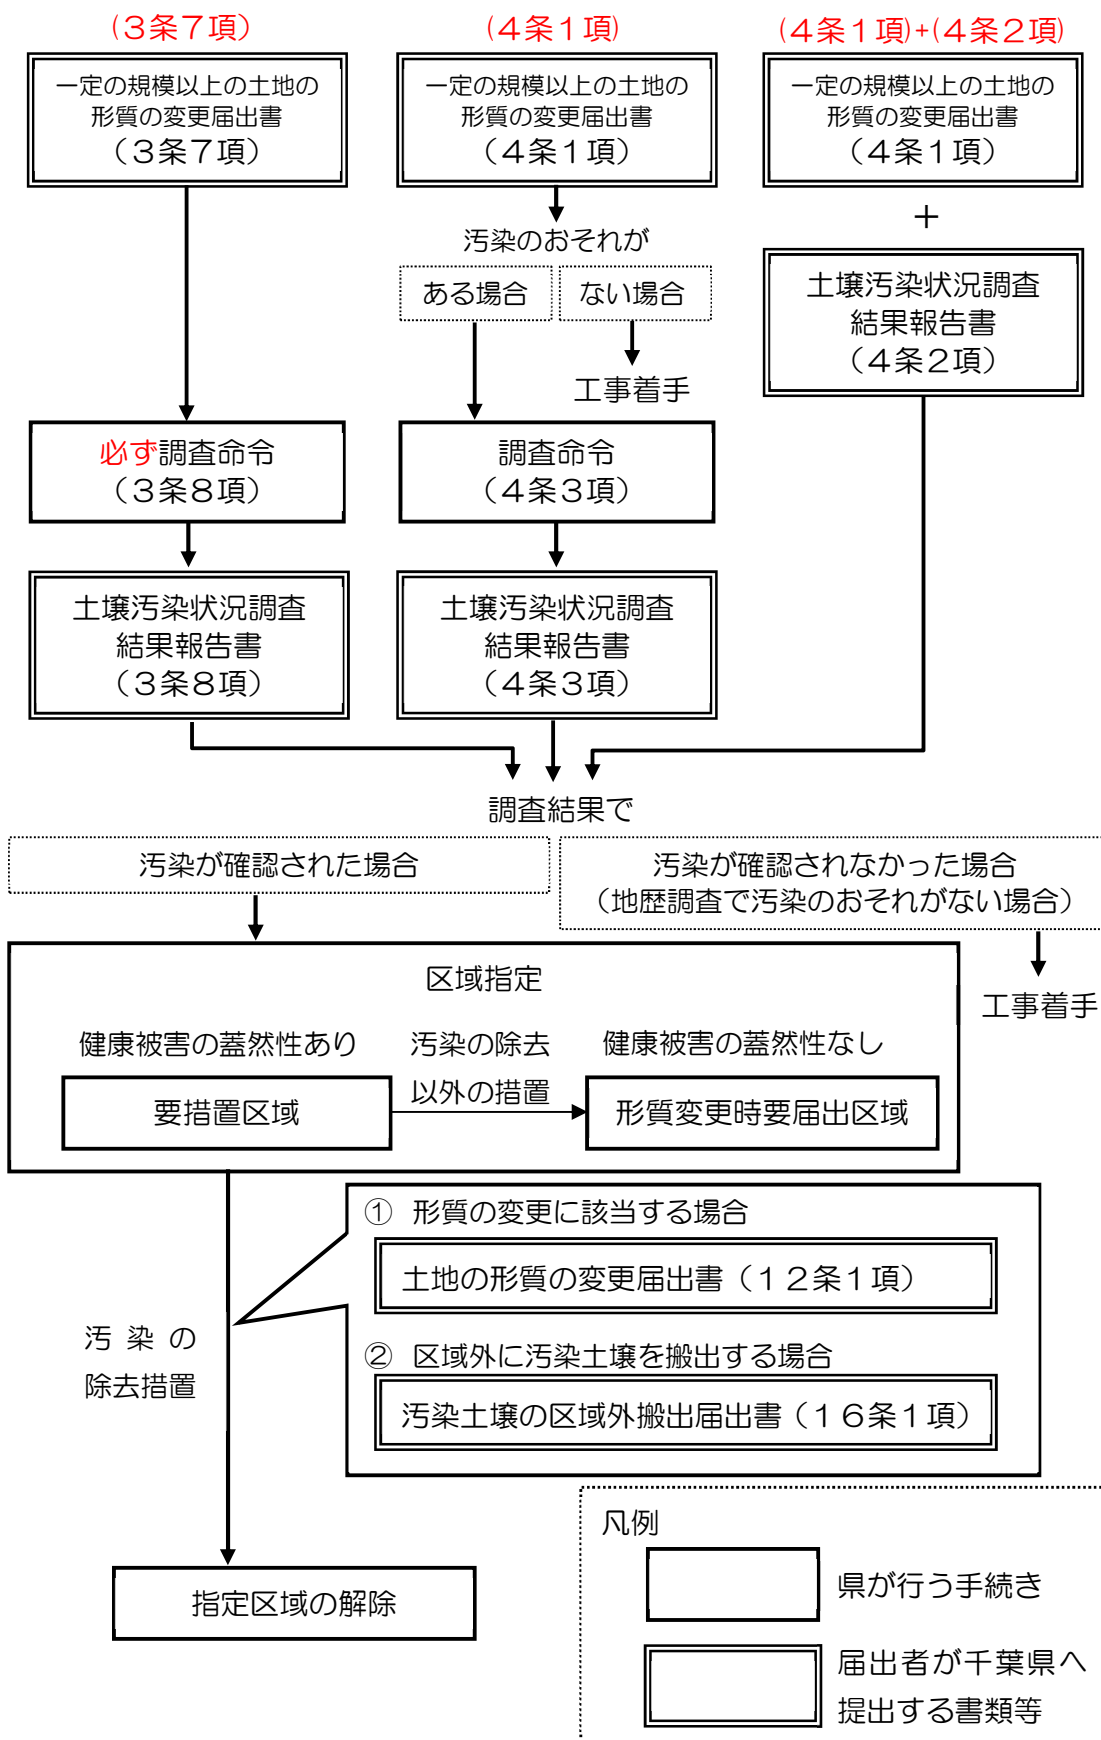 (３条７項)
一定の規模以上の土地の
形質の変更届出書
（３条７項）
必ず調査命令
（３条８項）
土壌汚染状況調査
結果報告書
（３条８項）
(４条１項)
一定の規模以上の土地の
形質の変更届出書
（４条１項）
汚染のおそれが
ある場合
ない場合
工事着手
調査命令
（４条３項）
土壌汚染状況調査
結果報告書
（４条３項）
(４条１項)+(４条２項)
一定の規模以上の土地の
形質の変更届出書
（４条１項）
＋
土壌汚染状況調査
結果報告書
（４条２項）
調査結果で
汚染が確認された場合
汚染が確認されなかった場合
（地歴調査で汚染のおそれがない場合）
工事着手
区域指定
健康被害の蓋然性あり
要措置区域
汚染の除去
以外の措置
健康被害の蓋然性なし
形質変更時要届出区域
汚染の
除去措置
① 形質の変更に該当する場合
土地の形質の変更届出書（１２条１項）
② 区域外に汚染土壌を搬出する場合
汚染土壌の区域外搬出届出書（１６条１項）
指定区域の解除
凡例
県が行う手続き
届出者が千葉県へ
提出する書類等